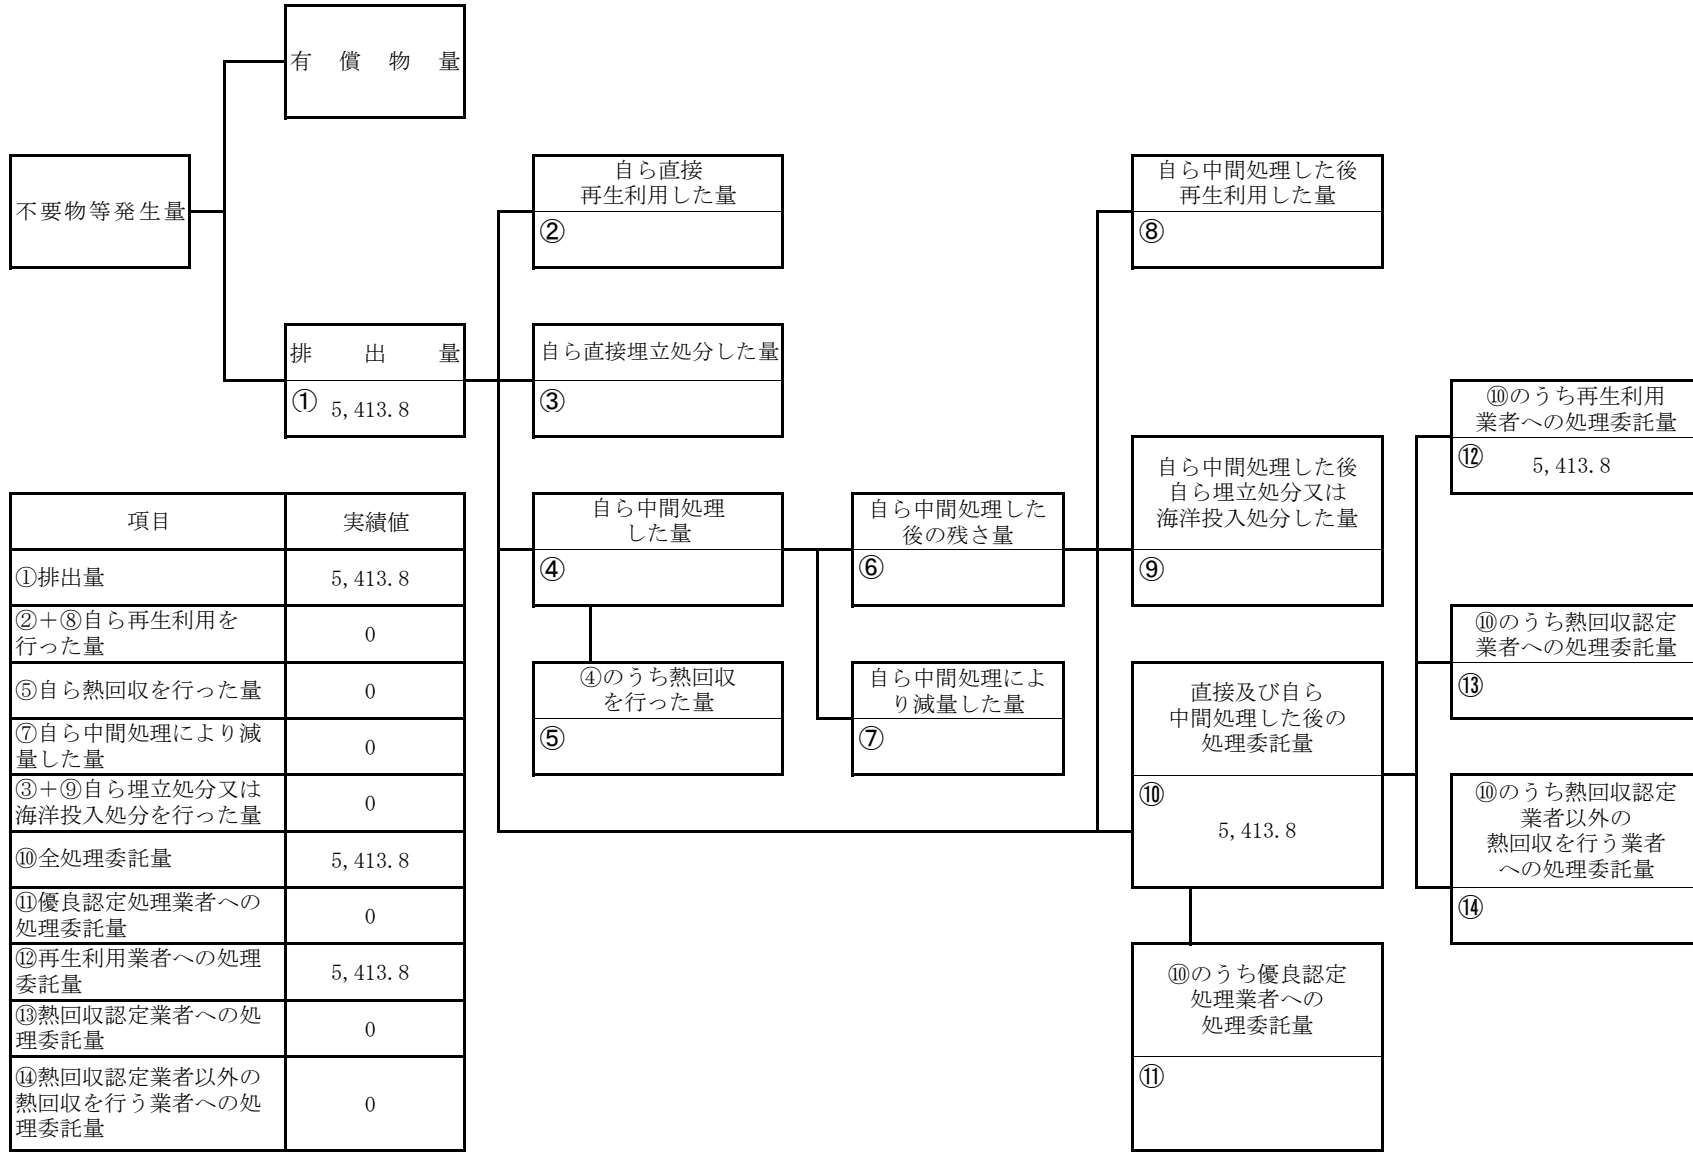 有償物量
不要物等発生量
自ら直接
再生利用した量
②
自ら中間処理した後
再生利用した量
⑧
排出量
① 5,413.8
自ら直接埋立処分した量
③
⑩のうち再生利用
業者への処理委託量
⑫ 5,413.8
自ら中間処理した後
自ら埋立処分又は
海洋投入処分した量
⑨
自ら中間処理
した量
④
自ら中間処理した
後の残さ量
⑥
⑩のうち熱回収認定
業者への処理委託量
⑬
④のうち熱回収
を行った量
⑤
自ら中間処理によ
り減量した量
⑦
直接及び自ら
中間処理した後の
処理委託量
⑩
5,413.8
⑩のうち熱回収認定
業者以外の
熱回収を行う業者
への処理委託量
⑭
⑩のうち優良認定
処理業者への
処理委託量
⑪
項目 実績値
①排出量 5,413.8
②+⑧自ら再生利用を
行った量 0
⑤自ら熱回収を行った量 0
⑦自ら中間処理により減
量した量 0
③+⑨自ら埋立処分又は
海洋投入処分を行った量 0
⑩全処理委託量 5,413.8
⑪優良認定処理業者への
処理委託量 0
⑫再生利用業者への処理
委託量 5,413.8
⑬熱回収認定業者への処
理委託量 0
⑭熱回収認定業者以外の
熱回収を行う業者への処
理委託量 0